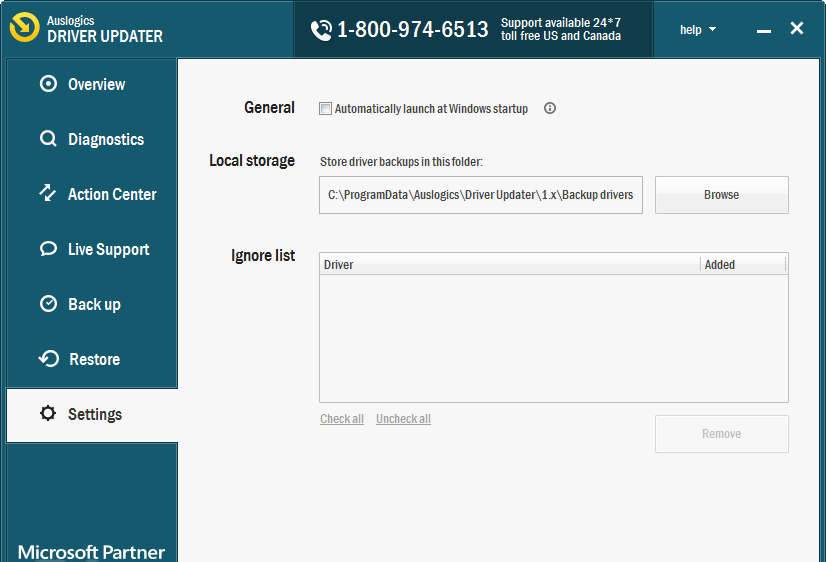 Auslogics
DRIVER UPDATER
1-800-974-6513
Support available 24*7
toll free US and Canada
help
Overview
Diagnostics
Action Center
Live Support
Back up
Restore
Settings
Microsoft Partner
General
Automatically launch at Windows startup
Local storage
Store driver backups in this folder:
C:\ProgramData\Auslogics\Driver Updater\1.x\Backup drivers
Browse
Ignore list
Driver Added
Check all Uncheck all
Remove